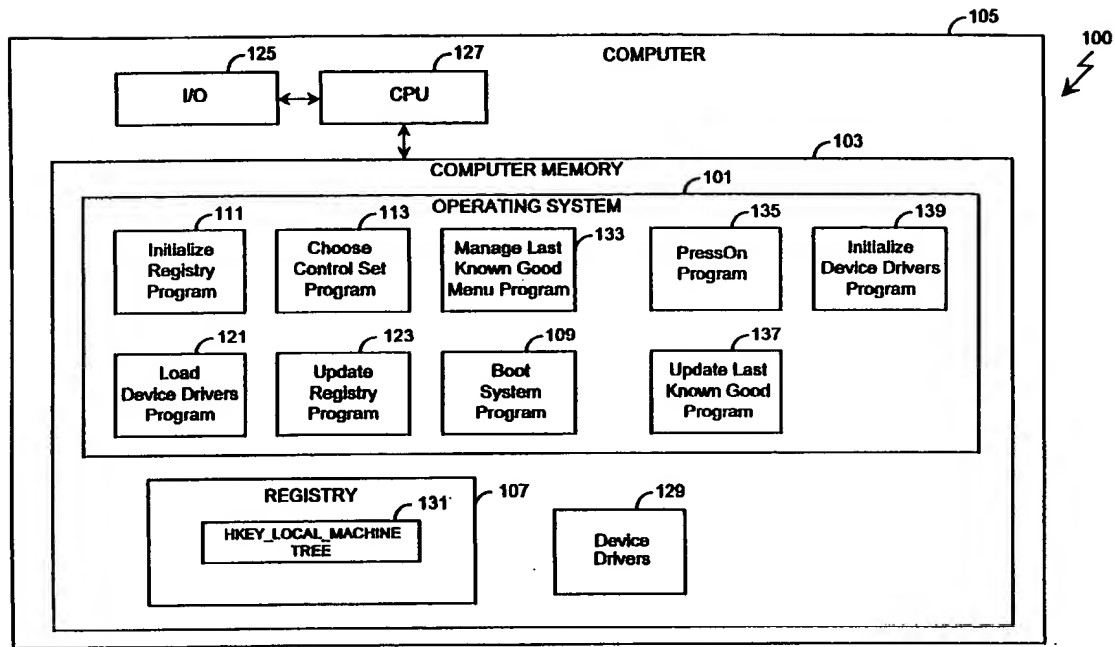 105
COMPUTER
100
125
127
I/O
CPU
103
COMPUTER MEMORY
101
OPERATING SYSTEM
111
Initialize
Registry
Program
113
Choose
Control Set
Program
133
Manage Last
Known Good
Menu Program
135
PressOn
Program
139
Initialize
Device Drivers
Program
121
Load
Device Drivers
Program
123
Update
Registry
Program
109
Boot
System
Program
137
Update Last
Known Good
Program
REGISTRY
107
131
HKEY_LOCAL_MACHINE
TREE
129
Device
Drivers